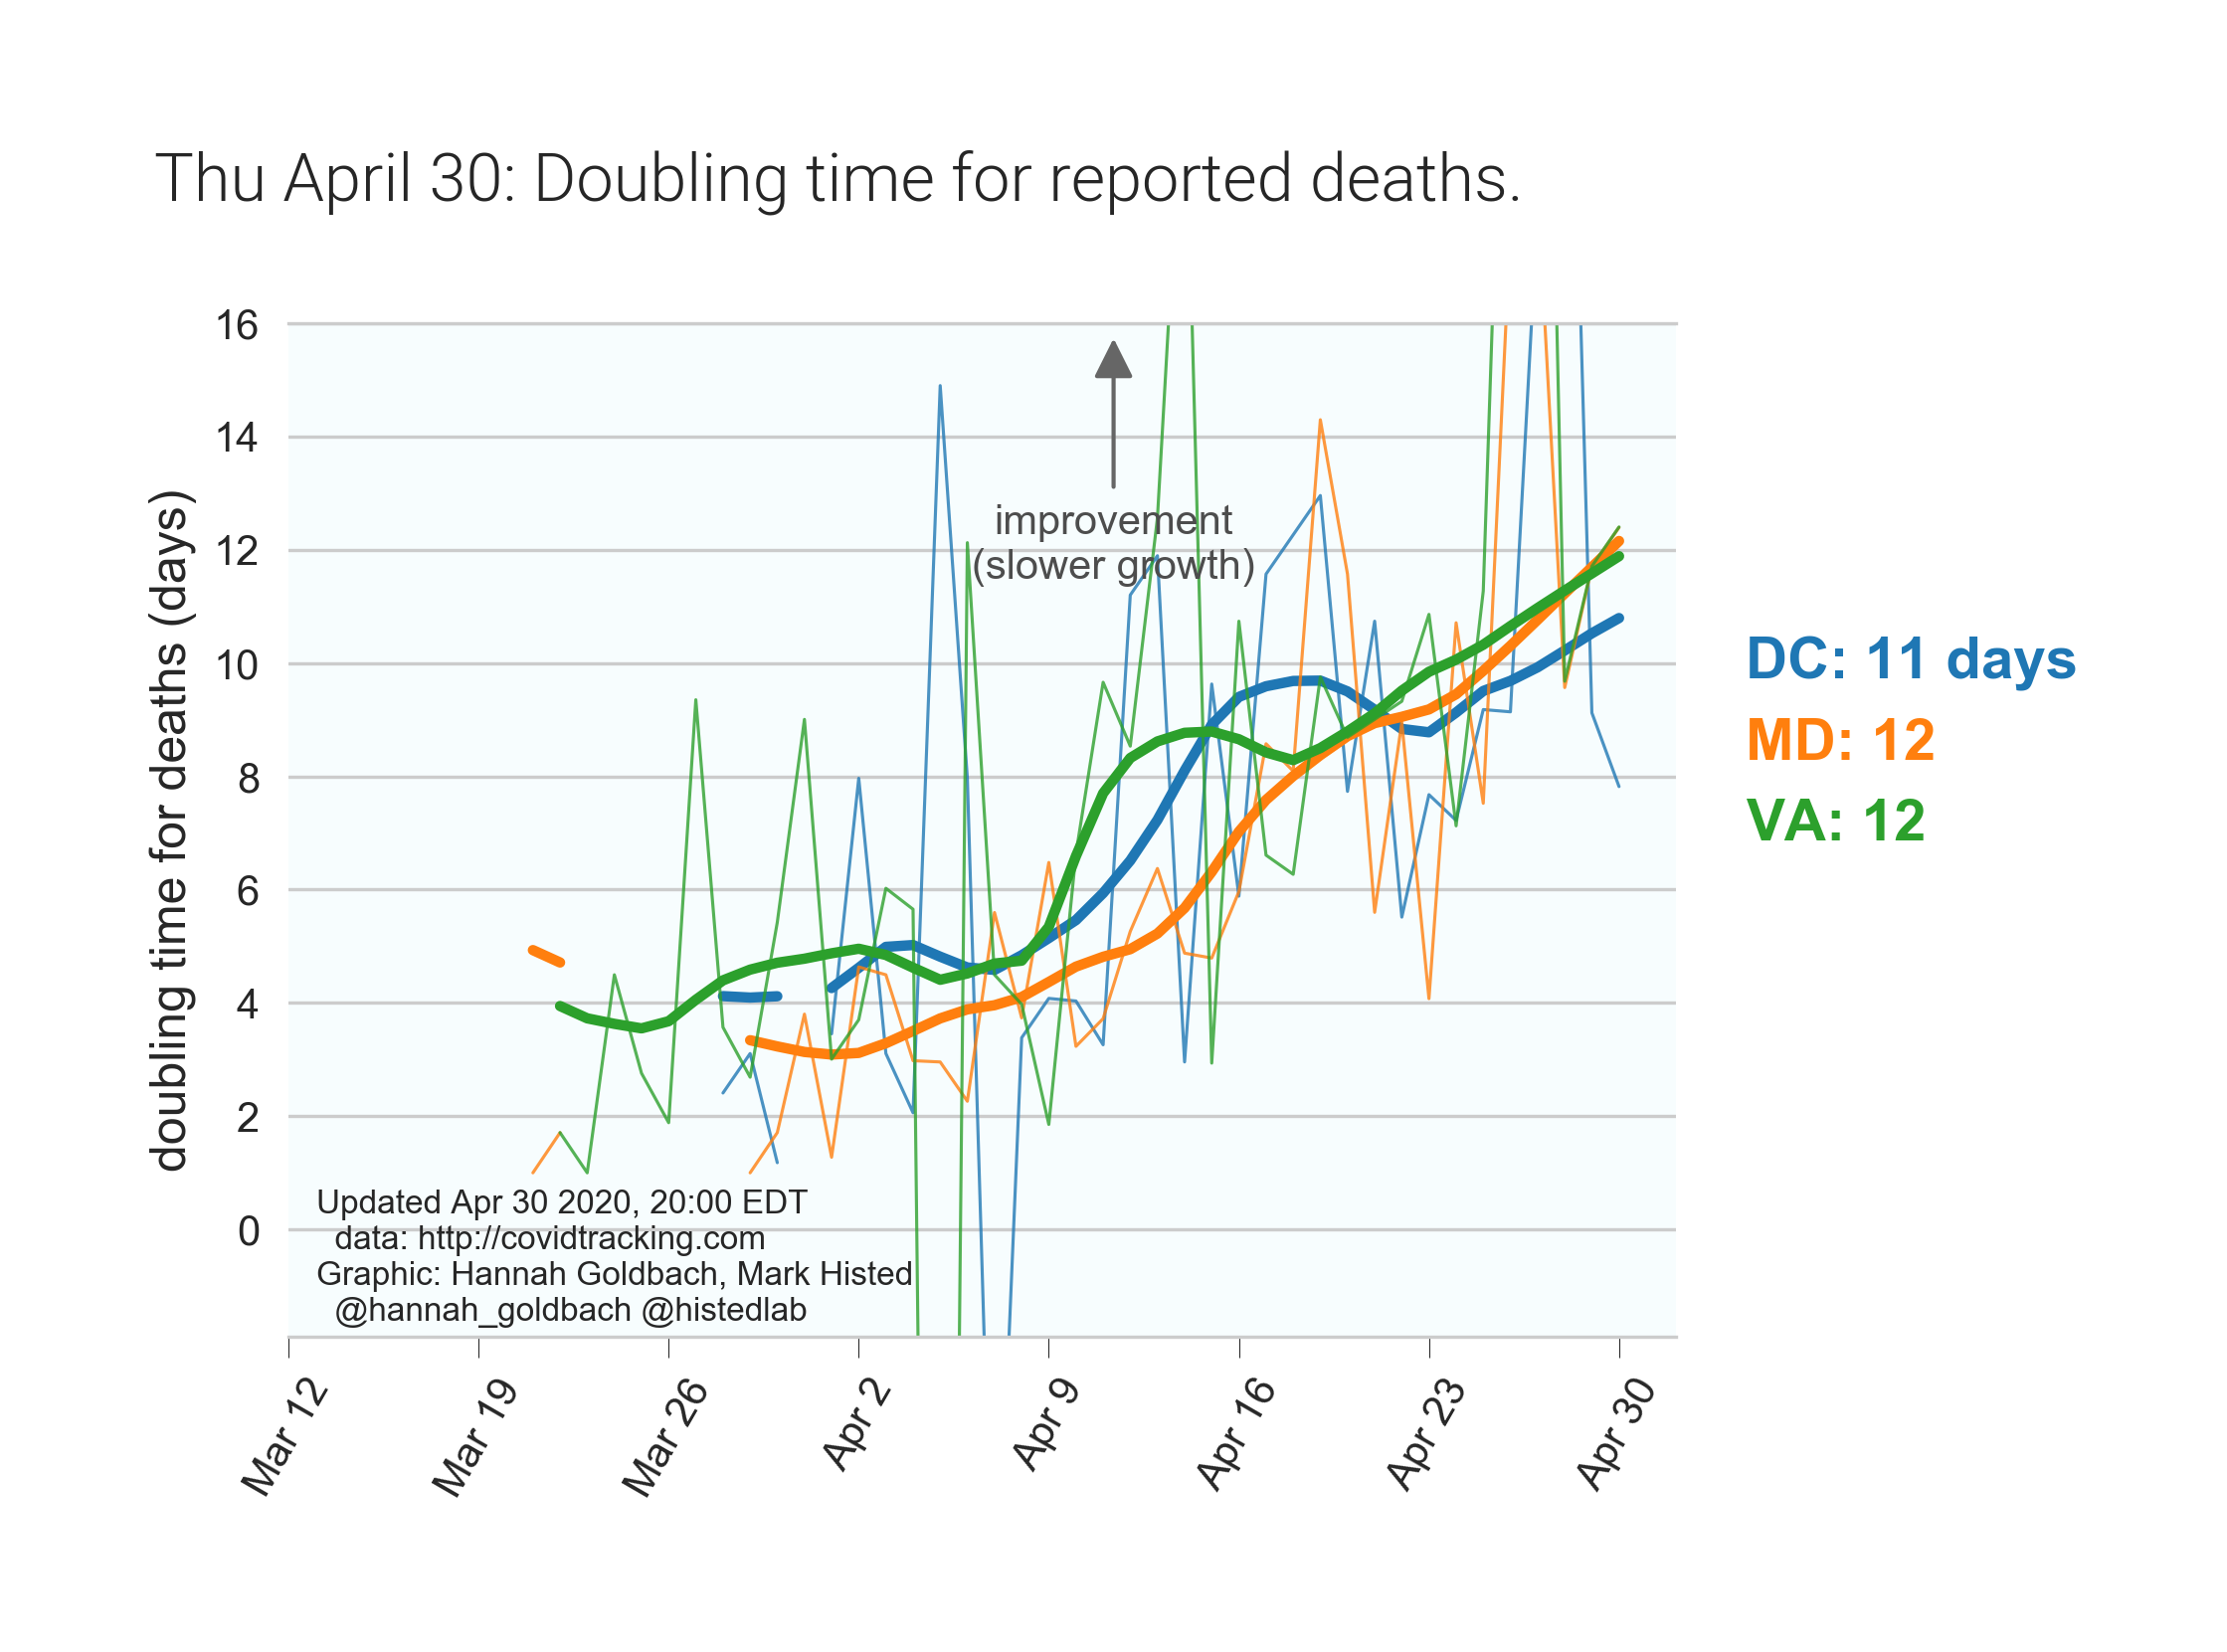 Thu April 30: Doubling time for reported deaths.
16
14
12
10
8
6
4
2
0
doubling time for deaths (days)
improvement
(slower growth)
DC: 11 days
MD: 12
VA: 12
Updated Apr 30 2020, 20:00 EDT
data: http://covidtracking.com
Graphic: Hannah Goldbach, Mark Histed
@hannah_goldbach @histedlab
Mar 12
Mar 19
Mar 26
Apr 2
Apr 9
Apr 16
Apr 23
Apr 30